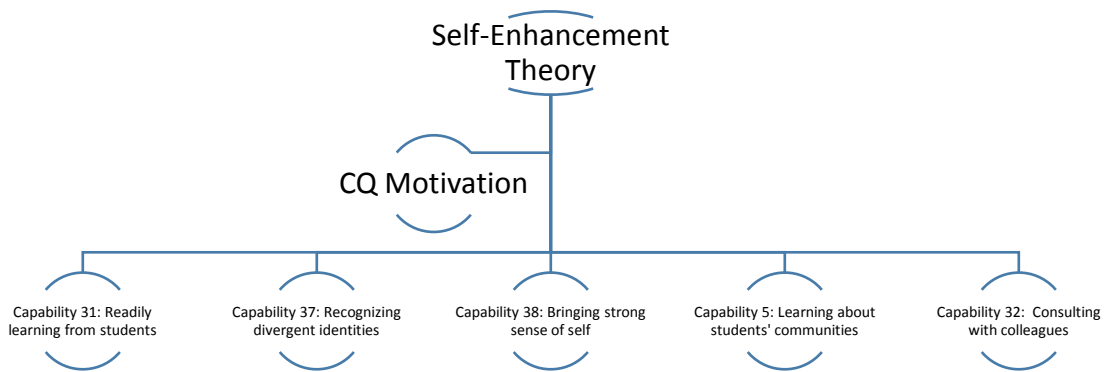 Self-Enhancement
Theory
CQ Motivation
Capability 31: Readily
learning from students
Capability 37: Recognizing
divergent identities
Capability 38: Bringing strong
sense of self
Capability 5: Learning about
students' communities
Capability 32:  Consulting
with colleagues